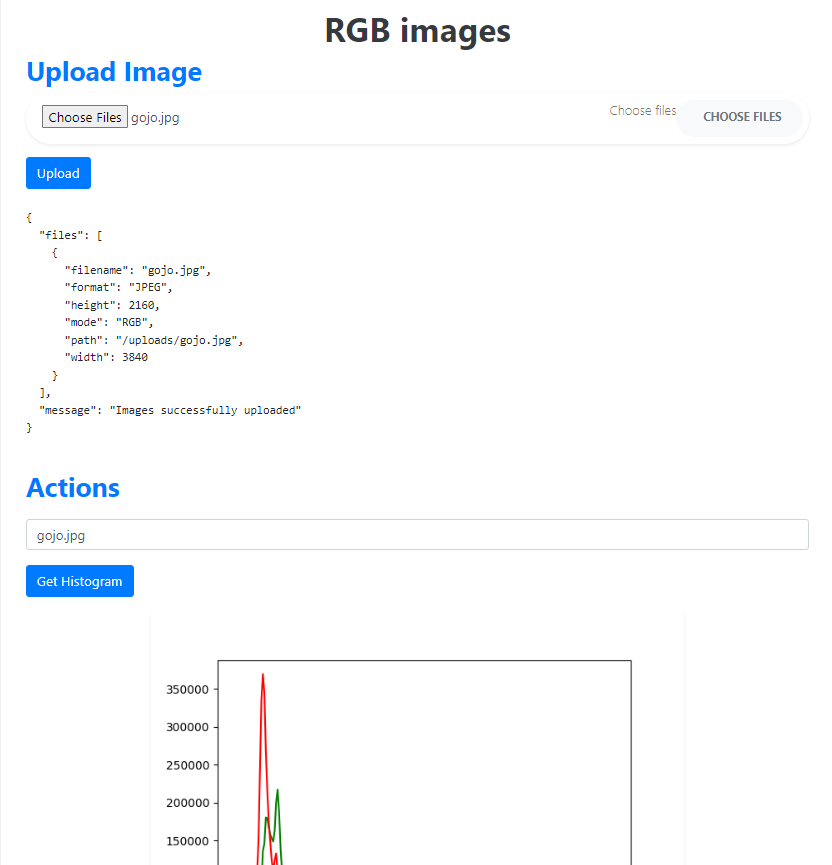 RGB images
Upload Image
Choose Files gojo.jpg
Choose files
CHOOSE FILES
Upload
{
  "files": [
    {
      "filename": "gojo.jpg",
      "format": "JPEG",
      "height": 2160,
      "mode": "RGB",
      "path": "/uploads/gojo.jpg",
      "width": 3840
    }
  ],
  "message": "Images successfully uploaded"
}
Actions
gojo.jpg
Get Histogram
350000
300000
250000
200000
150000